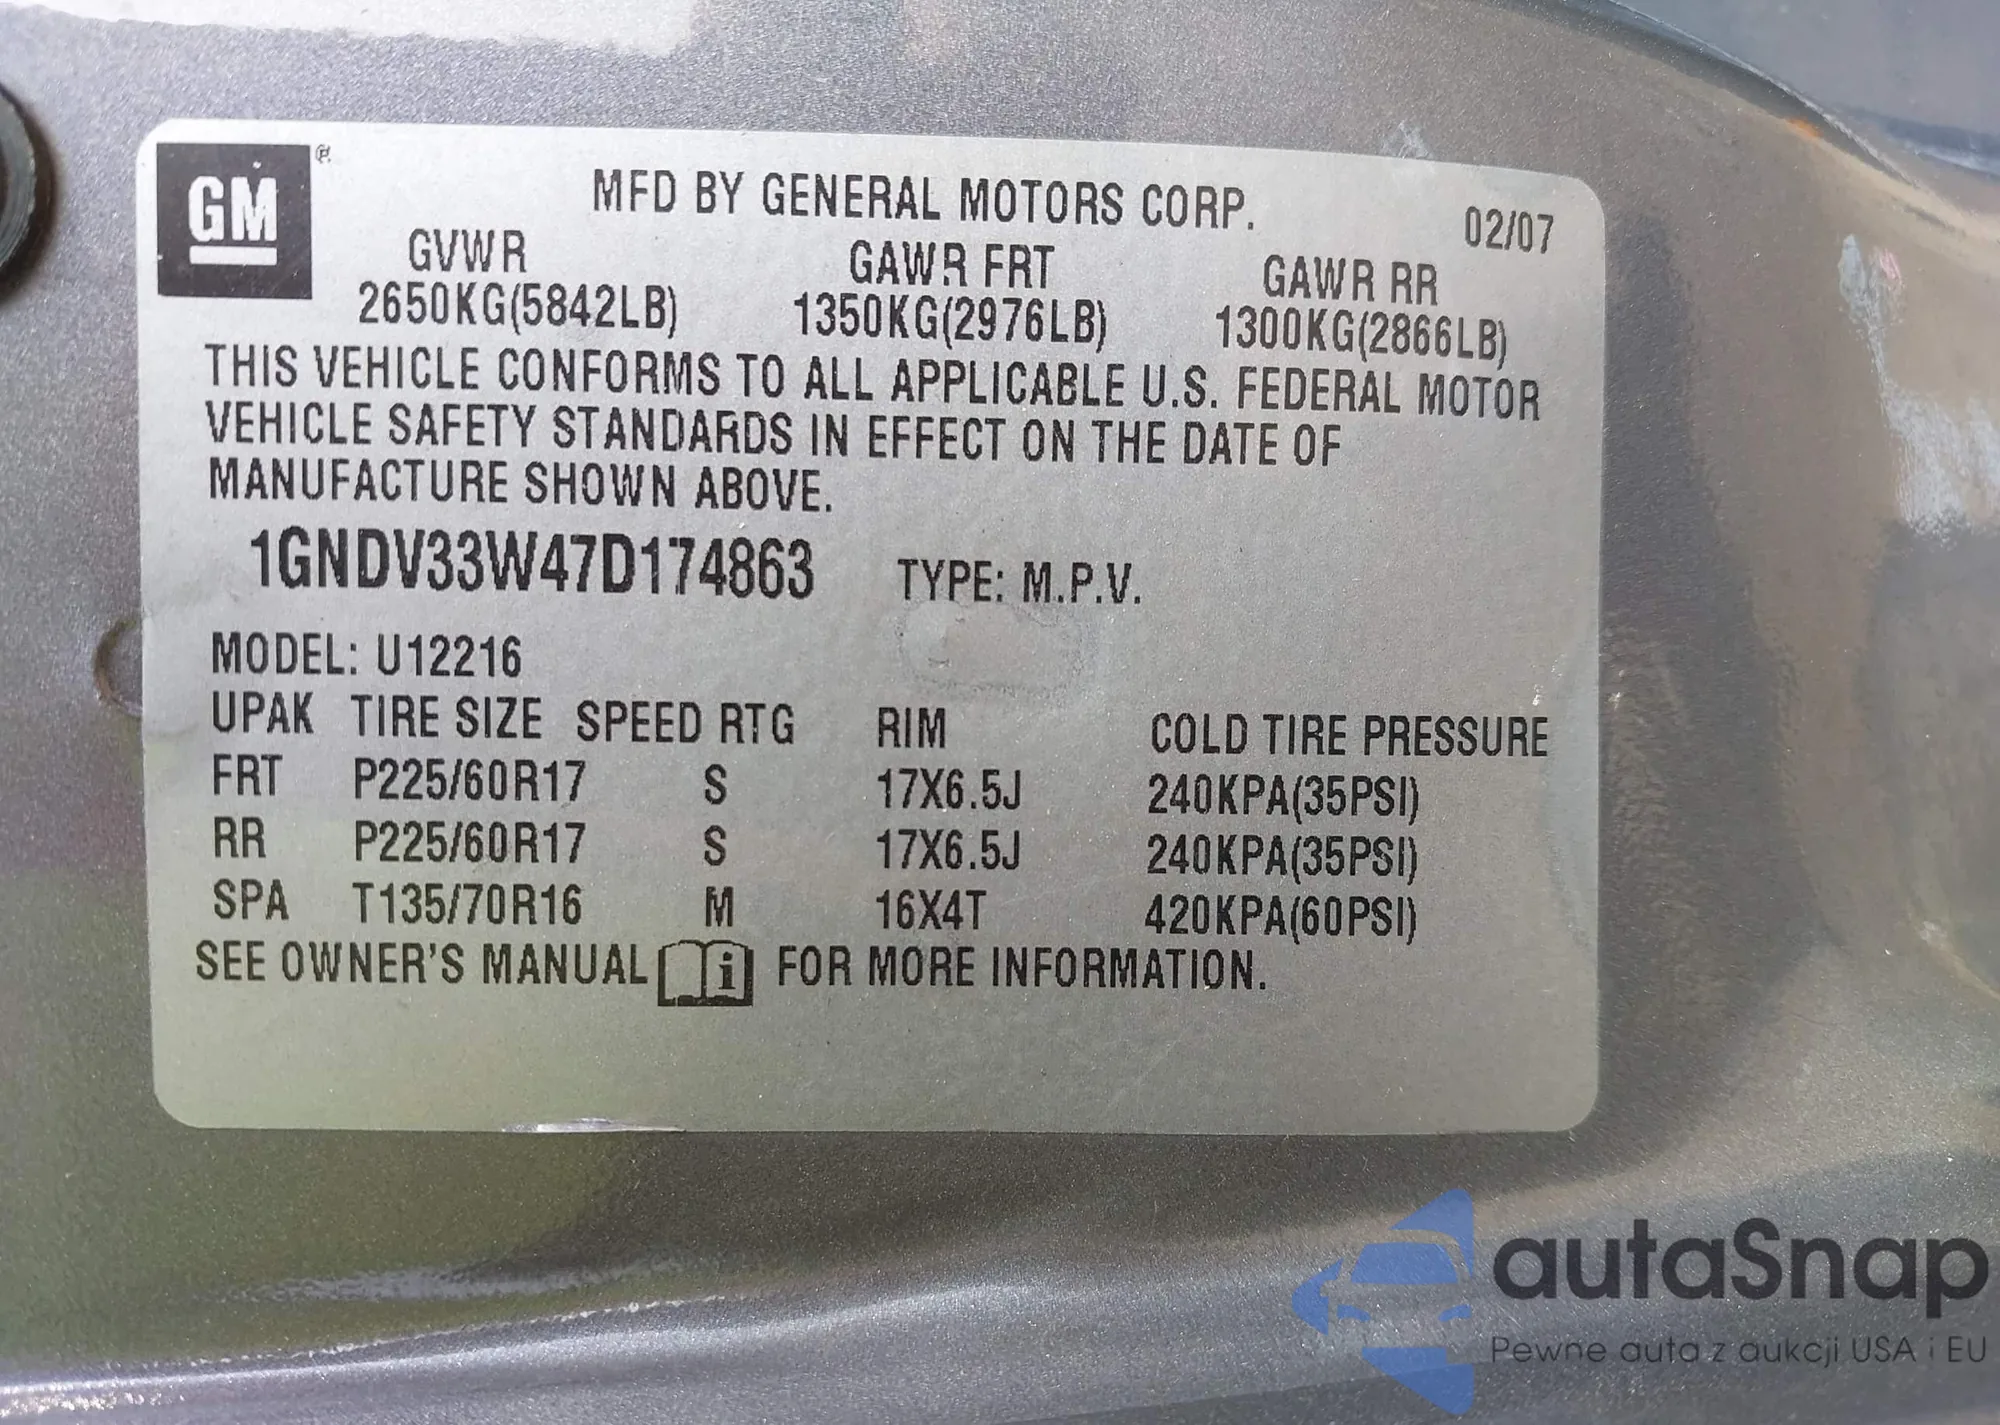 GM ®
MFD BY GENERAL MOTORS CORP.
02/07
GVWR GAWR FRT GAWR RR
2650KG(5842LB) 1350KG(2976LB) 1300KG(2866LB)
THIS VEHICLE CONFORMS TO ALL APPLICABLE U.S. FEDERAL MOTOR
VEHICLE SAFETY STANDARDS IN EFFECT ON THE DATE OF
MANUFACTURE SHOWN ABOVE.
1GNDV33W47D174863 TYPE: M.P.V.
MODEL: U12216
UPAK TIRE SIZE SPEED RTG RIM COLD TIRE PRESSURE
FRT P225/60R17 S 17X6.5J 240KPA(35PSI)
RR P225/60R17 S 17X6.5J 240KPA(35PSI)
SPA T135/70R16 M 16X4T 420KPA(60PSI)
SEE OWNER'S MANUAL i FOR MORE INFORMATION.
autaSnap
Pewne auta z aukcji USA i EU